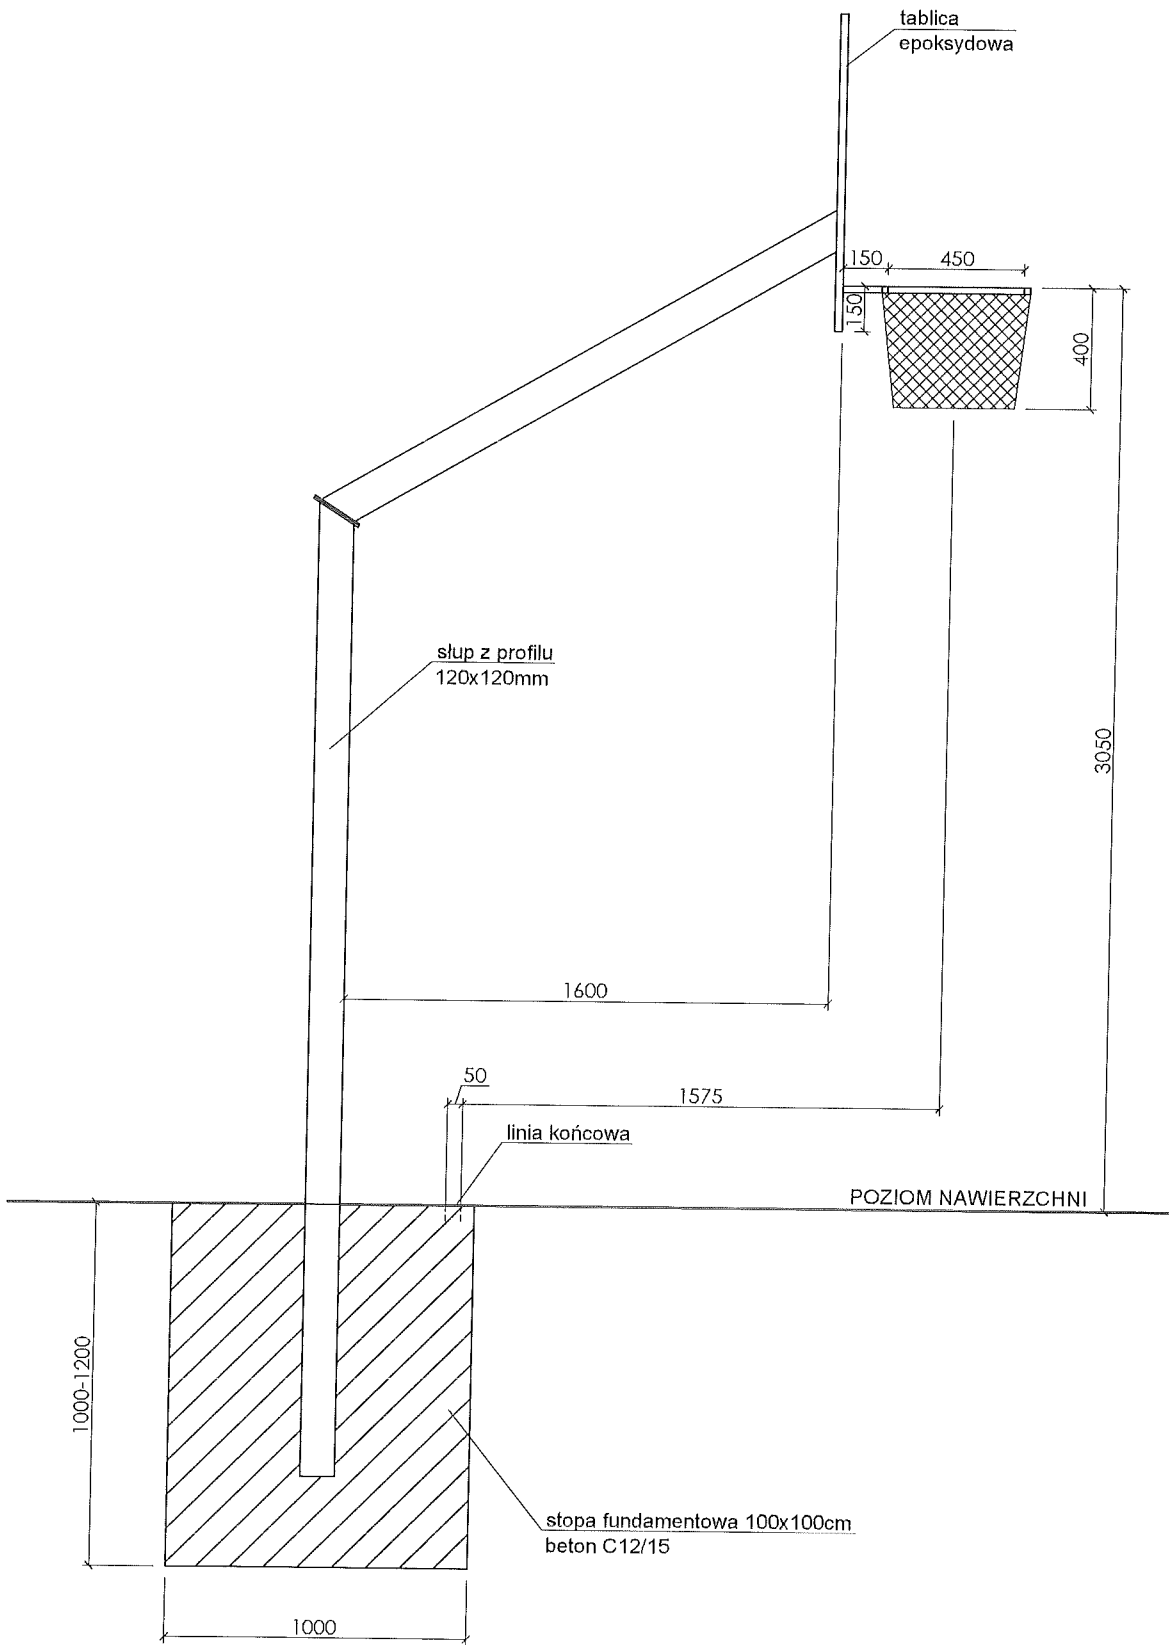 tablica
epoksydowa
150
450
150
400
słup z profilu
120x120mm
3050
1600
50
1575
linia końcowa
POZIOM NAWIERZCHNI
1000-1200
stopa fundamentowa 100x100cm
beton C12/15
1000